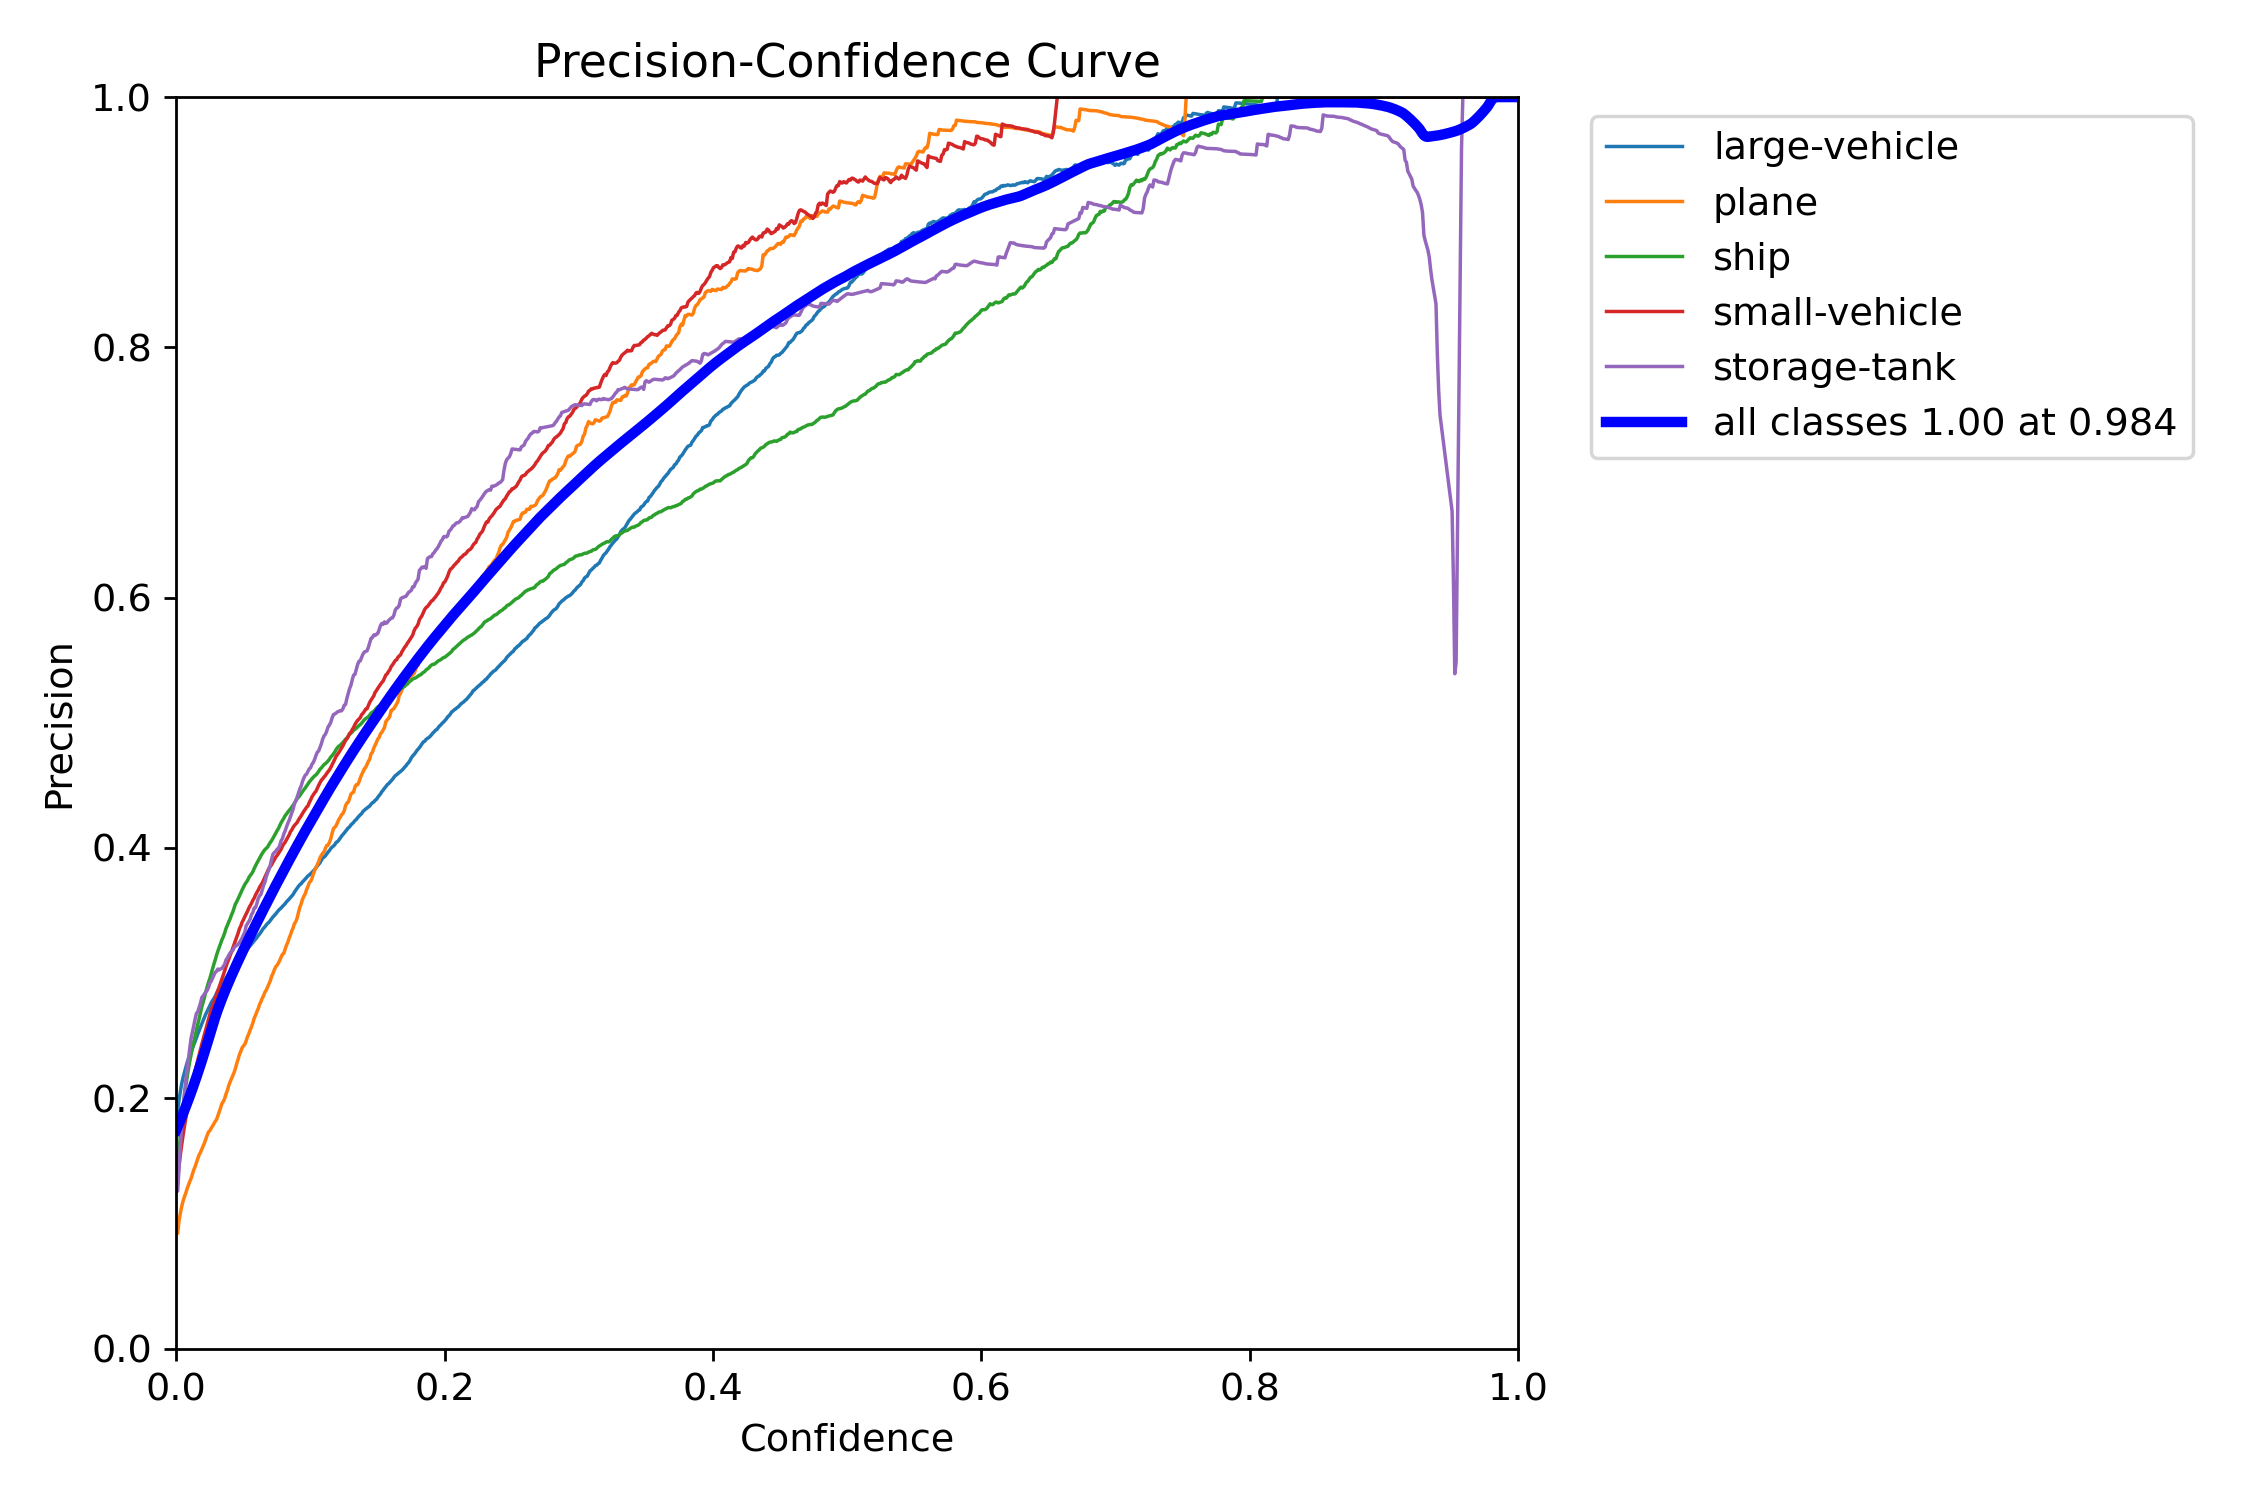 Precision-Confidence Curve
1.0
0.8
0.6
0.4
0.2
0.0
Precision
0.0 0.2 0.4 0.6 0.8 1.0
Confidence
large-vehicle
plane
ship
small-vehicle
storage-tank
all classes 1.00 at 0.984